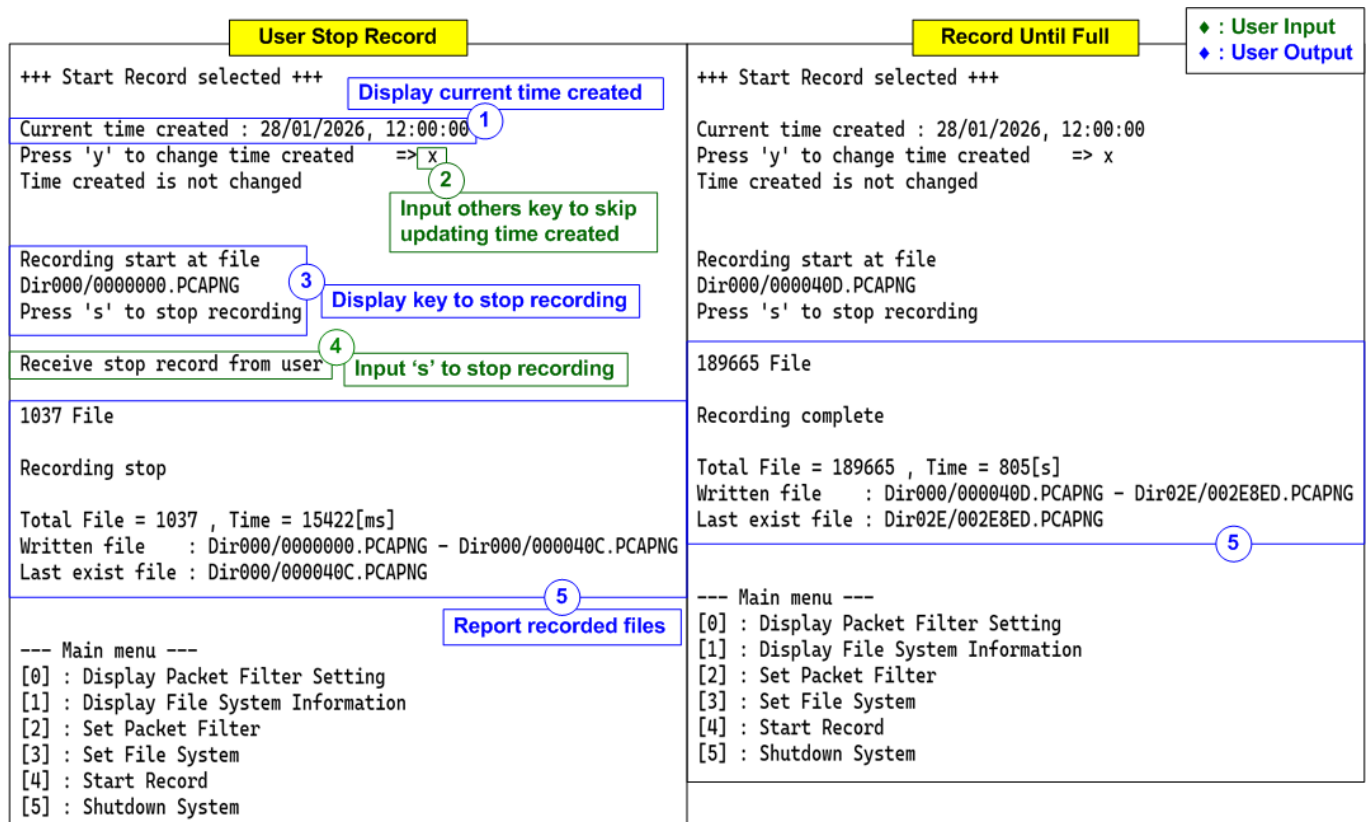 User Stop Record
+++ Start Record selected +++
Display current time created
Current time created : 28/01/2026, 12:00:00
1
Press 'y' to change time created => x
Time created is not changed
2
Input others key to skip
updating time created
Recording start at file
Dir000/0000000.PCAPNG
3
Press 's' to stop recording
Display key to stop recording
4
Receive stop record from user
Input ‘s’ to stop recording
1037 File
Recording stop
Total File = 1037 , Time = 15422[ms]
Written file : Dir000/0000000.PCAPNG – Dir000/000040C.PCAPNG
Last exist file : Dir000/000040C.PCAPNG
5
Report recorded files
--- Main menu ---
[0] : Display Packet Filter Setting
[1] : Display File System Information
[2] : Set Packet Filter
[3] : Set File System
[4] : Start Record
[5] : Shutdown System
Record Until Full
♦ : User Input
♦ : User Output
+++ Start Record selected +++
Current time created : 28/01/2026, 12:00:00
Press 'y' to change time created => x
Time created is not changed
Recording start at file
Dir000/000040D.PCAPNG
Press 's' to stop recording
189665 File
Recording complete
Total File = 189665 , Time = 805[s]
Written file : Dir000/000040D.PCAPNG – Dir02E/002E8ED.PCAPNG
Last exist file : Dir02E/002E8ED.PCAPNG
5
--- Main menu ---
[0] : Display Packet Filter Setting
[1] : Display File System Information
[2] : Set Packet Filter
[3] : Set File System
[4] : Start Record
[5] : Shutdown System